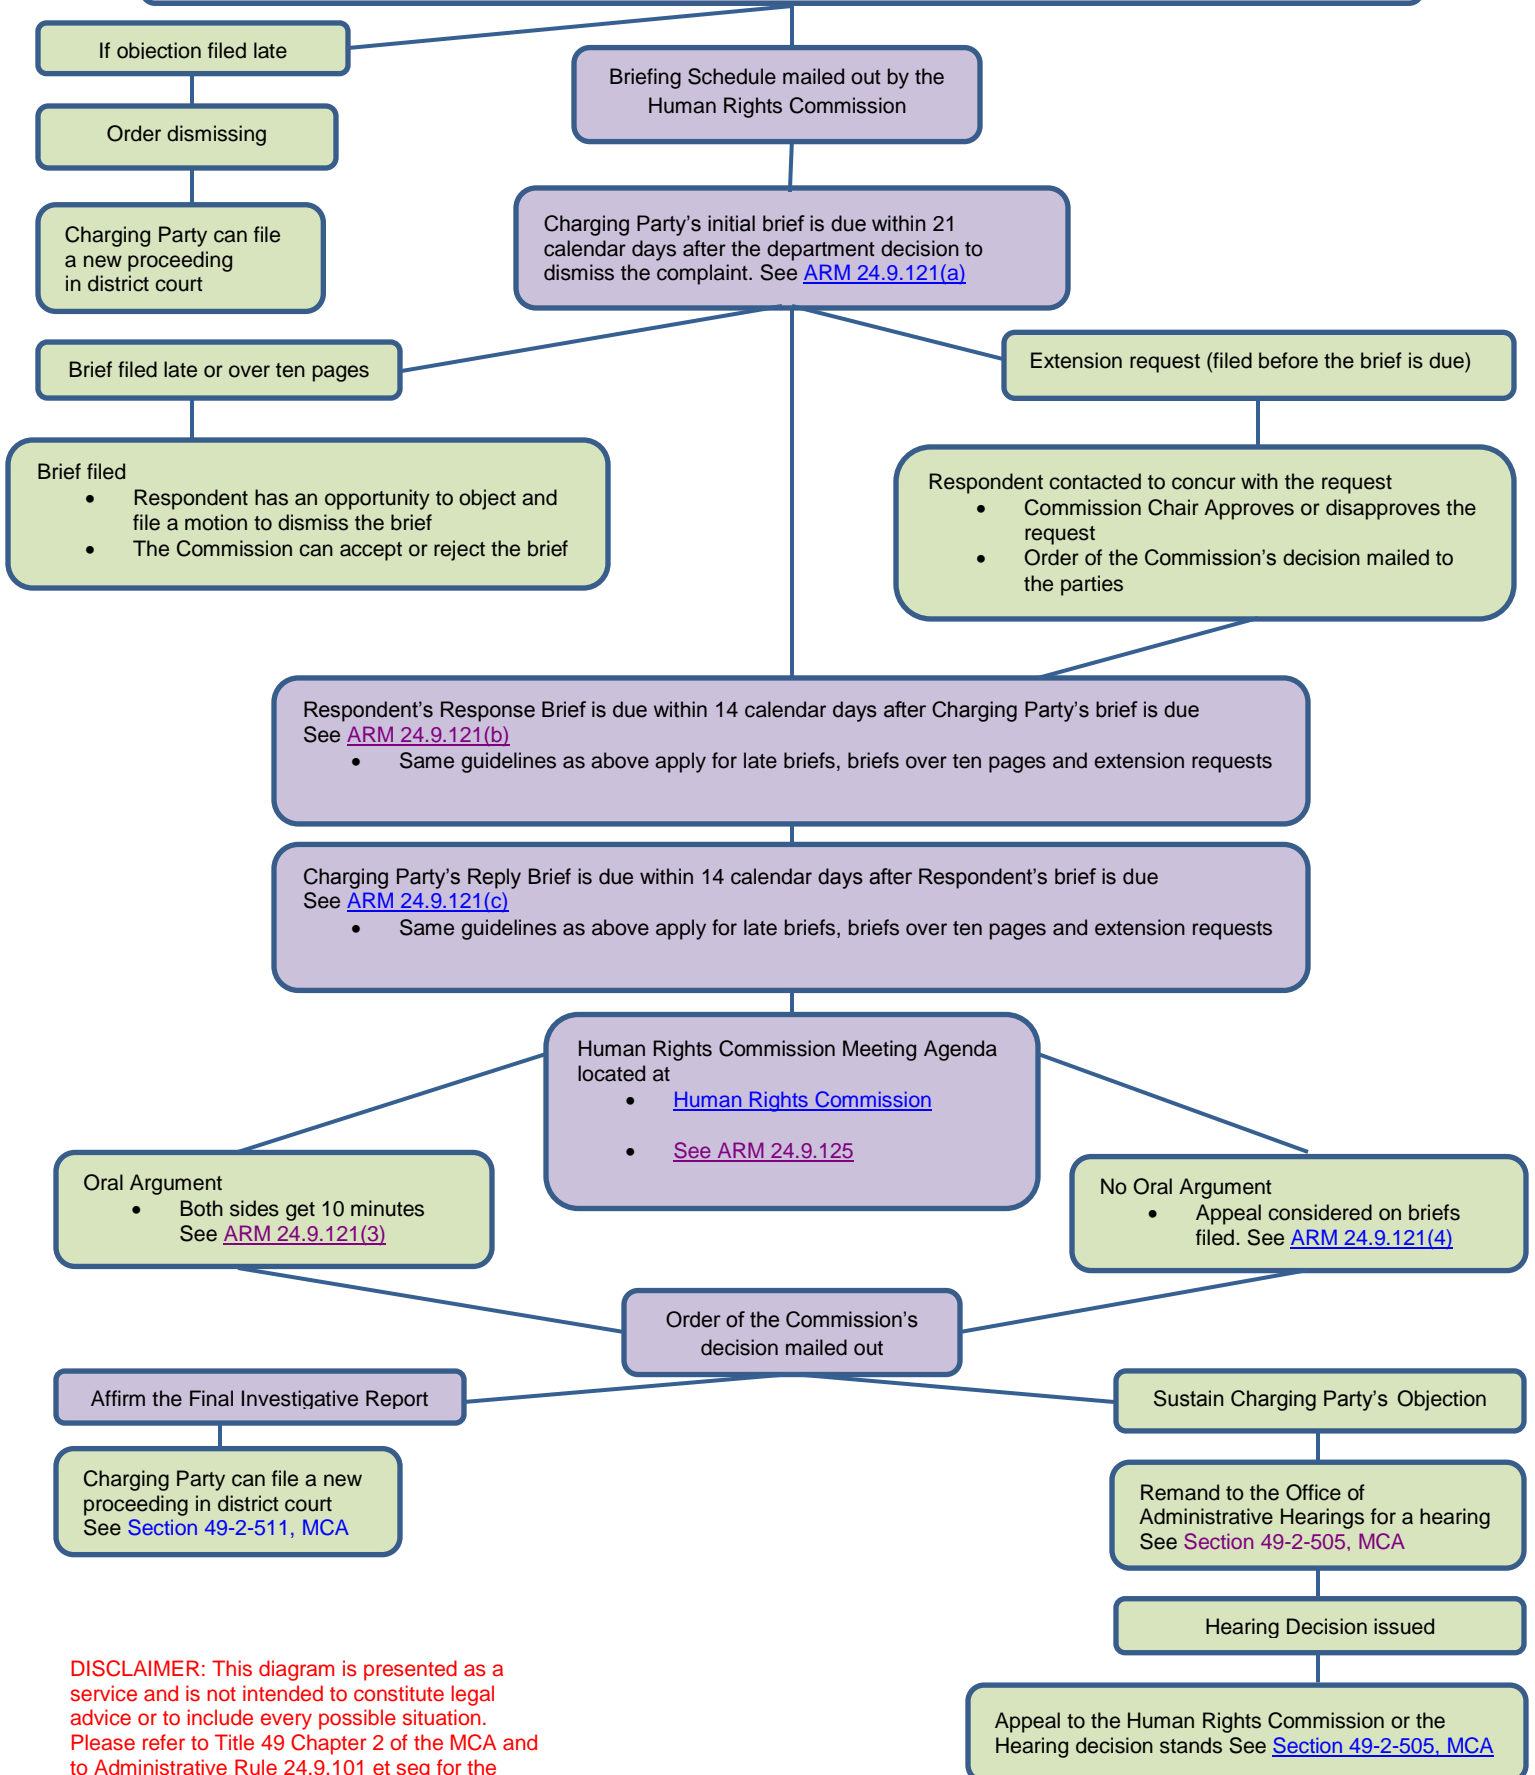 If objection filed late
Briefing Schedule mailed out by the
Human Rights Commission
Order dismissing
Charging Party can file
a new proceeding
in district court
Charging Party’s initial brief is due within 21
calendar days after the department decision to
dismiss the complaint. See ARM 24.9.121(a)
Brief filed late or over ten pages
Extension request (filed before the brief is due)
Brief filed
• Respondent has an opportunity to object and
file a motion to dismiss the brief
• The Commission can accept or reject the brief
Respondent contacted to concur with the request
• Commission Chair Approves or disapproves the
request
• Order of the Commission’s decision mailed to
the parties
Respondent’s Response Brief is due within 14 calendar days after Charging Party’s brief is due
See ARM 24.9.121(b)
• Same guidelines as above apply for late briefs, briefs over ten pages and extension requests
Charging Party’s Reply Brief is due within 14 calendar days after Respondent’s brief is due
See ARM 24.9.121(c)
• Same guidelines as above apply for late briefs, briefs over ten pages and extension requests
Human Rights Commission Meeting Agenda
located at
• Human Rights Commission
• See ARM 24.9.125
Oral Argument
• Both sides get 10 minutes
See ARM 24.9.121(3)
No Oral Argument
• Appeal considered on briefs
filed. See ARM 24.9.121(4)
Order of the Commission’s
decision mailed out
Affirm the Final Investigative Report
Sustain Charging Party’s Objection
Charging Party can file a new
proceeding in district court
See Section 49-2-511, MCA
Remand to the Office of
Administrative Hearings for a hearing
See Section 49-2-505, MCA
Hearing Decision issued
Appeal to the Human Rights Commission or the
Hearing decision stands See Section 49-2-505, MCA
DISCLAIMER: This diagram is presented as a
service and is not intended to constitute legal
advice or to include every possible situation.
Please refer to Title 49 Chapter 2 of the MCA and
to Administrative Rule 24.9.101 et seq for the